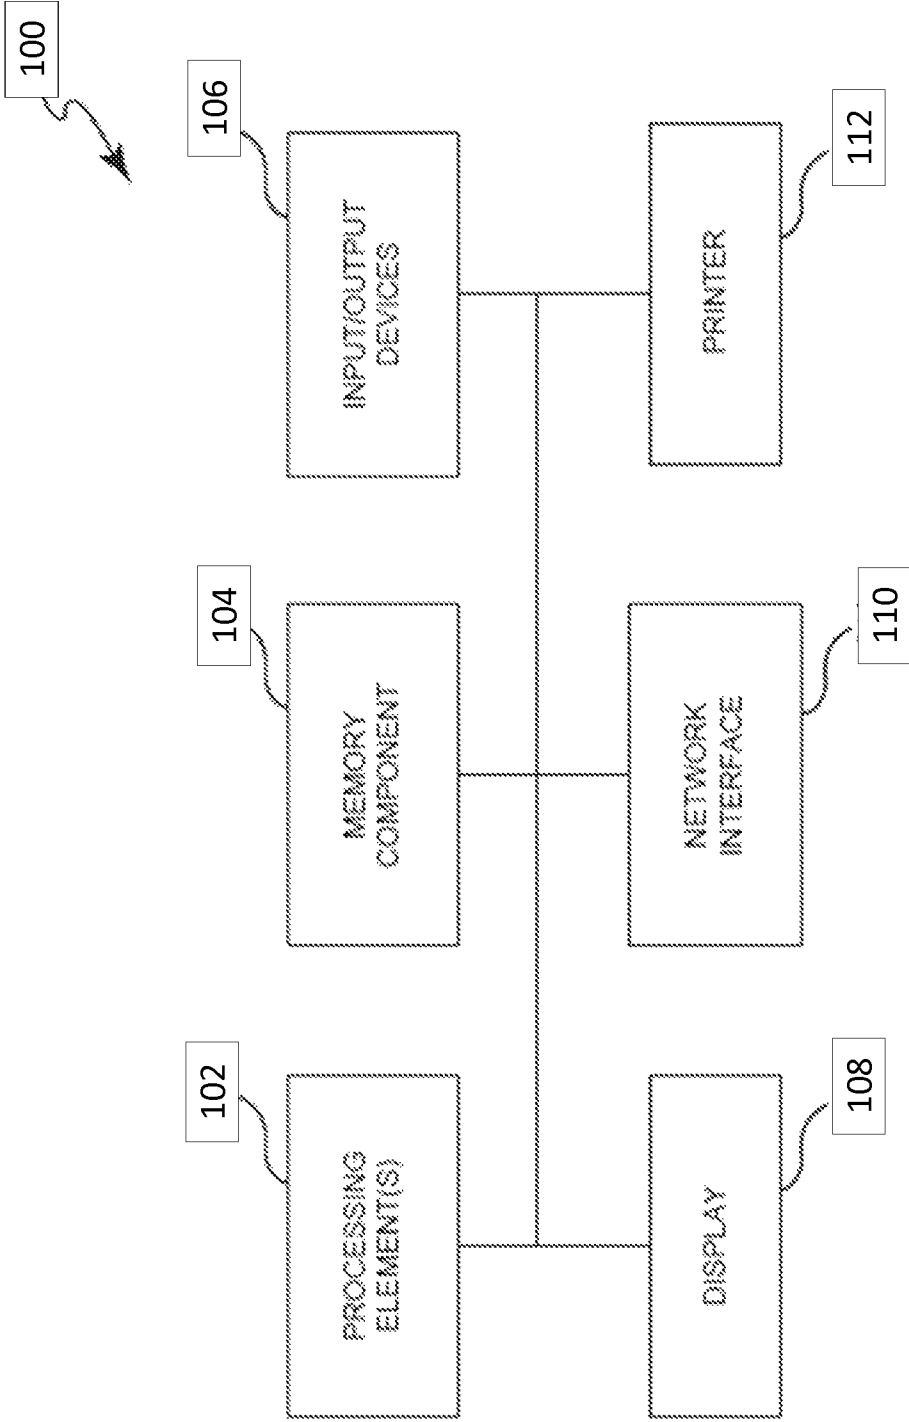 100
102
PROCESSING
ELEMENT(S)
104
MEMORY
COMPONENT
106
INPUT/OUTPUT
DEVICES
DISPLAY
108
NETWORK
INTERFACE
110
PRINTER
112